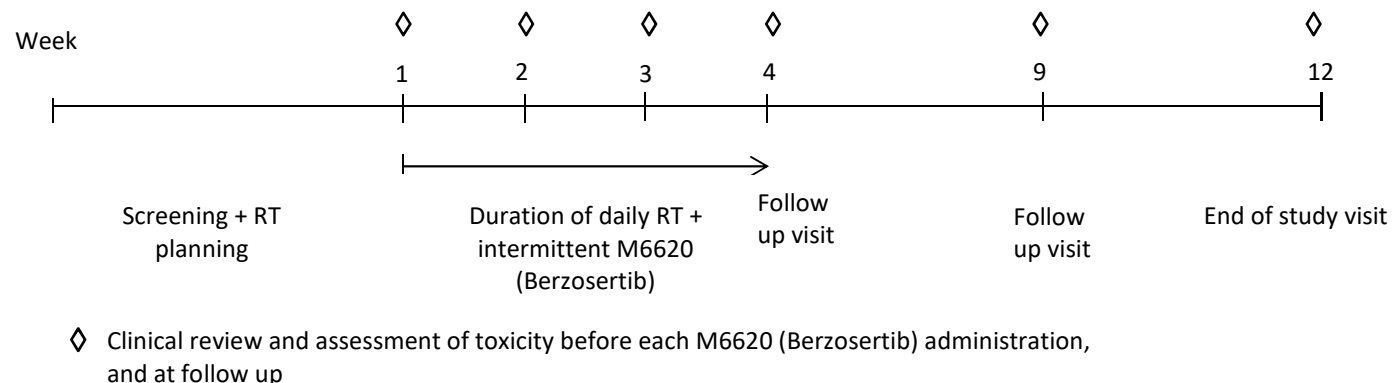 Week
1 2 3 4 9 12
Screening + RT
planning
Duration of daily RT +
intermittent M6620
(Berzosertib)
Follow
up visit
Follow
up visit
End of study visit
Clinical review and assessment of toxicity before each M6620 (Berzosertib) administration,
and at follow up